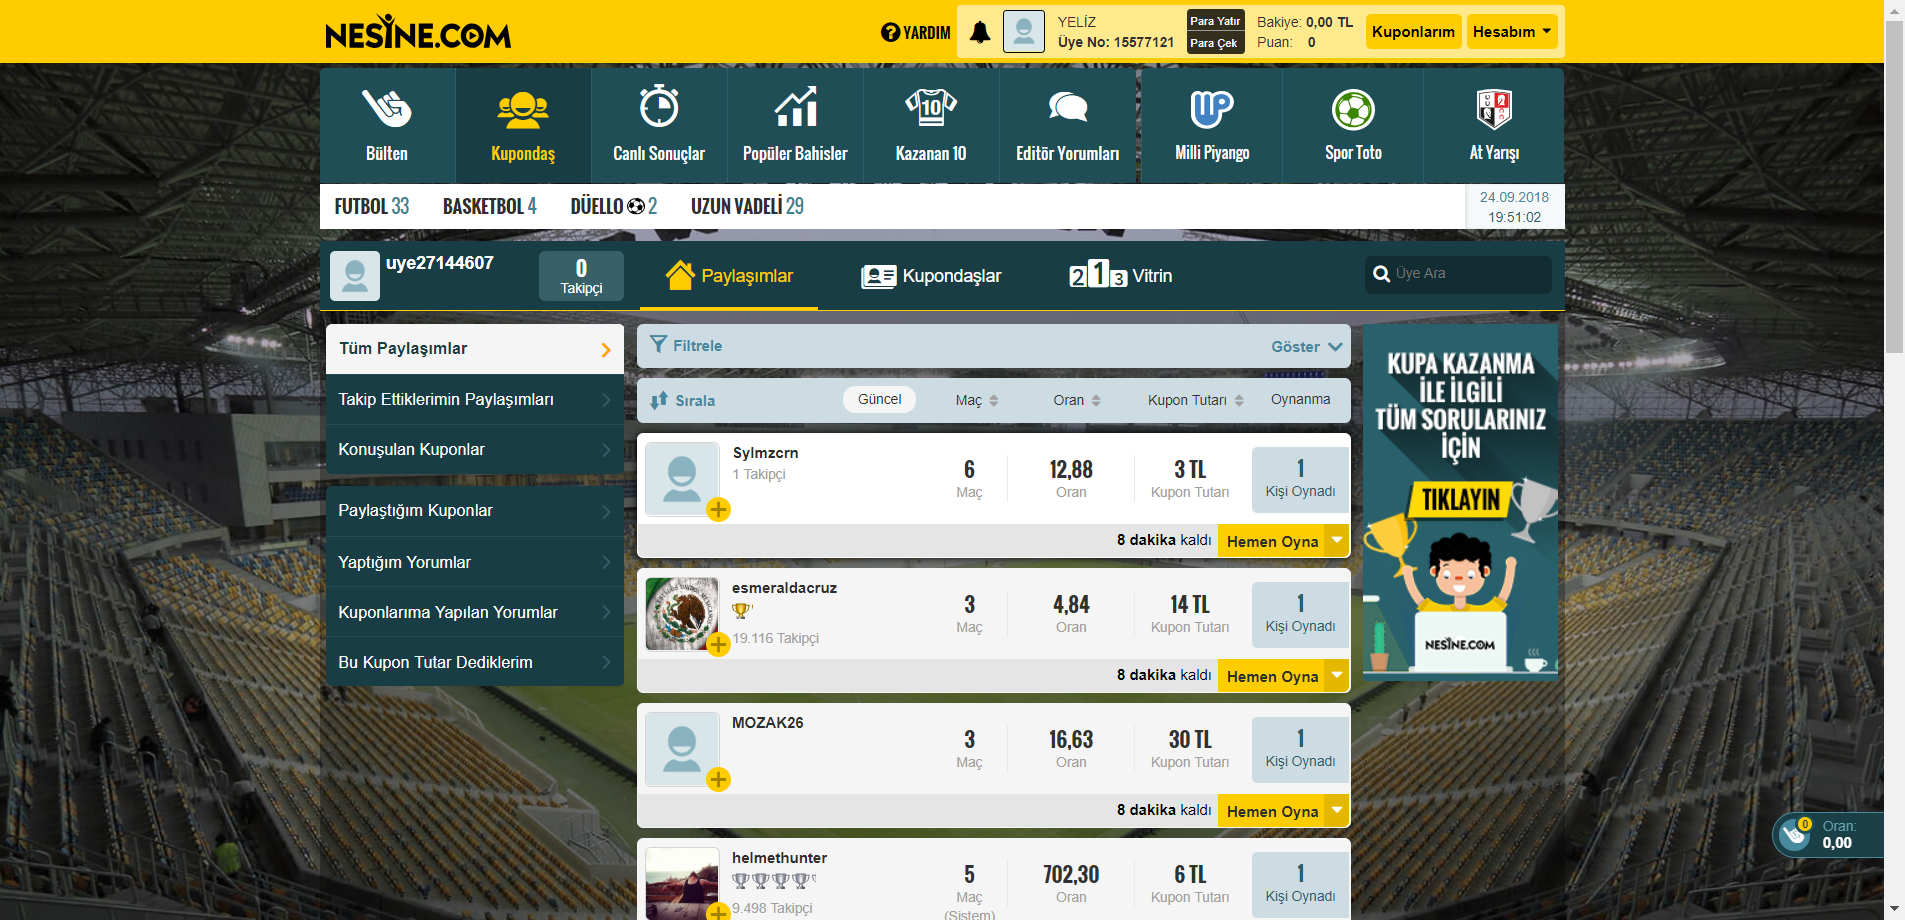 NESİNE.COM
YARDIM
YELİZ
Üye No: 15577121
Para Yatır
Para Çek
Bakiye: 0,00 TL
Puan: 0
Kuponlarım
Hesabım
Bülten
Kupondaş
Canlı Sonuçlar
Popüler Bahisler
10
Kazanan 10
Editör Yorumları
Milli Piyango
Spor Toto
At Yarışı
FUTBOL 33
BASKETBOL 4
DÜELLO 2
UZUN VADELİ 29
24.09.2018
19:51:02
uye27144607
0
Takipçi
Paylaşımlar
Kupondaşlar
213 Vitrin
Üye Ara
Tüm Paylaşımlar
Takip Ettiklerimin Paylaşımları
Konuşulan Kuponlar
Paylaştığım Kuponlar
Yaptığım Yorumlar
Kuponlarıma Yapılan Yorumlar
Bu Kupon Tutar Dediklerim
Filtrele
Göster
Sırala
Güncel
Maç
Oran
Kupon Tutarı
Oynanma
Sylmzcrn
1 Takipçi
6
Maç
12,88
Oran
3 TL
Kupon Tutarı
1
Kişi Oynadı
8 dakika kaldı
Hemen Oyna
esmeraldacruz
19.116 Takipçi
3
Maç
4,84
Oran
14 TL
Kupon Tutarı
1
Kişi Oynadı
8 dakika kaldı
Hemen Oyna
MOZAK26
3
Maç
16,63
Oran
30 TL
Kupon Tutarı
1
Kişi Oynadı
8 dakika kaldı
Hemen Oyna
helmethunter
9.498 Takipçi
5
Maç
(Sistem)
702,30
Oran
6 TL
Kupon Tutarı
1
Kişi Oynadı
KUPA KAZANMA
İLE İLGİLİ
TÜM SORULARINIZ
İÇİN
TIKLAYIN
NESİNE.COM
0
Oran:
0,00